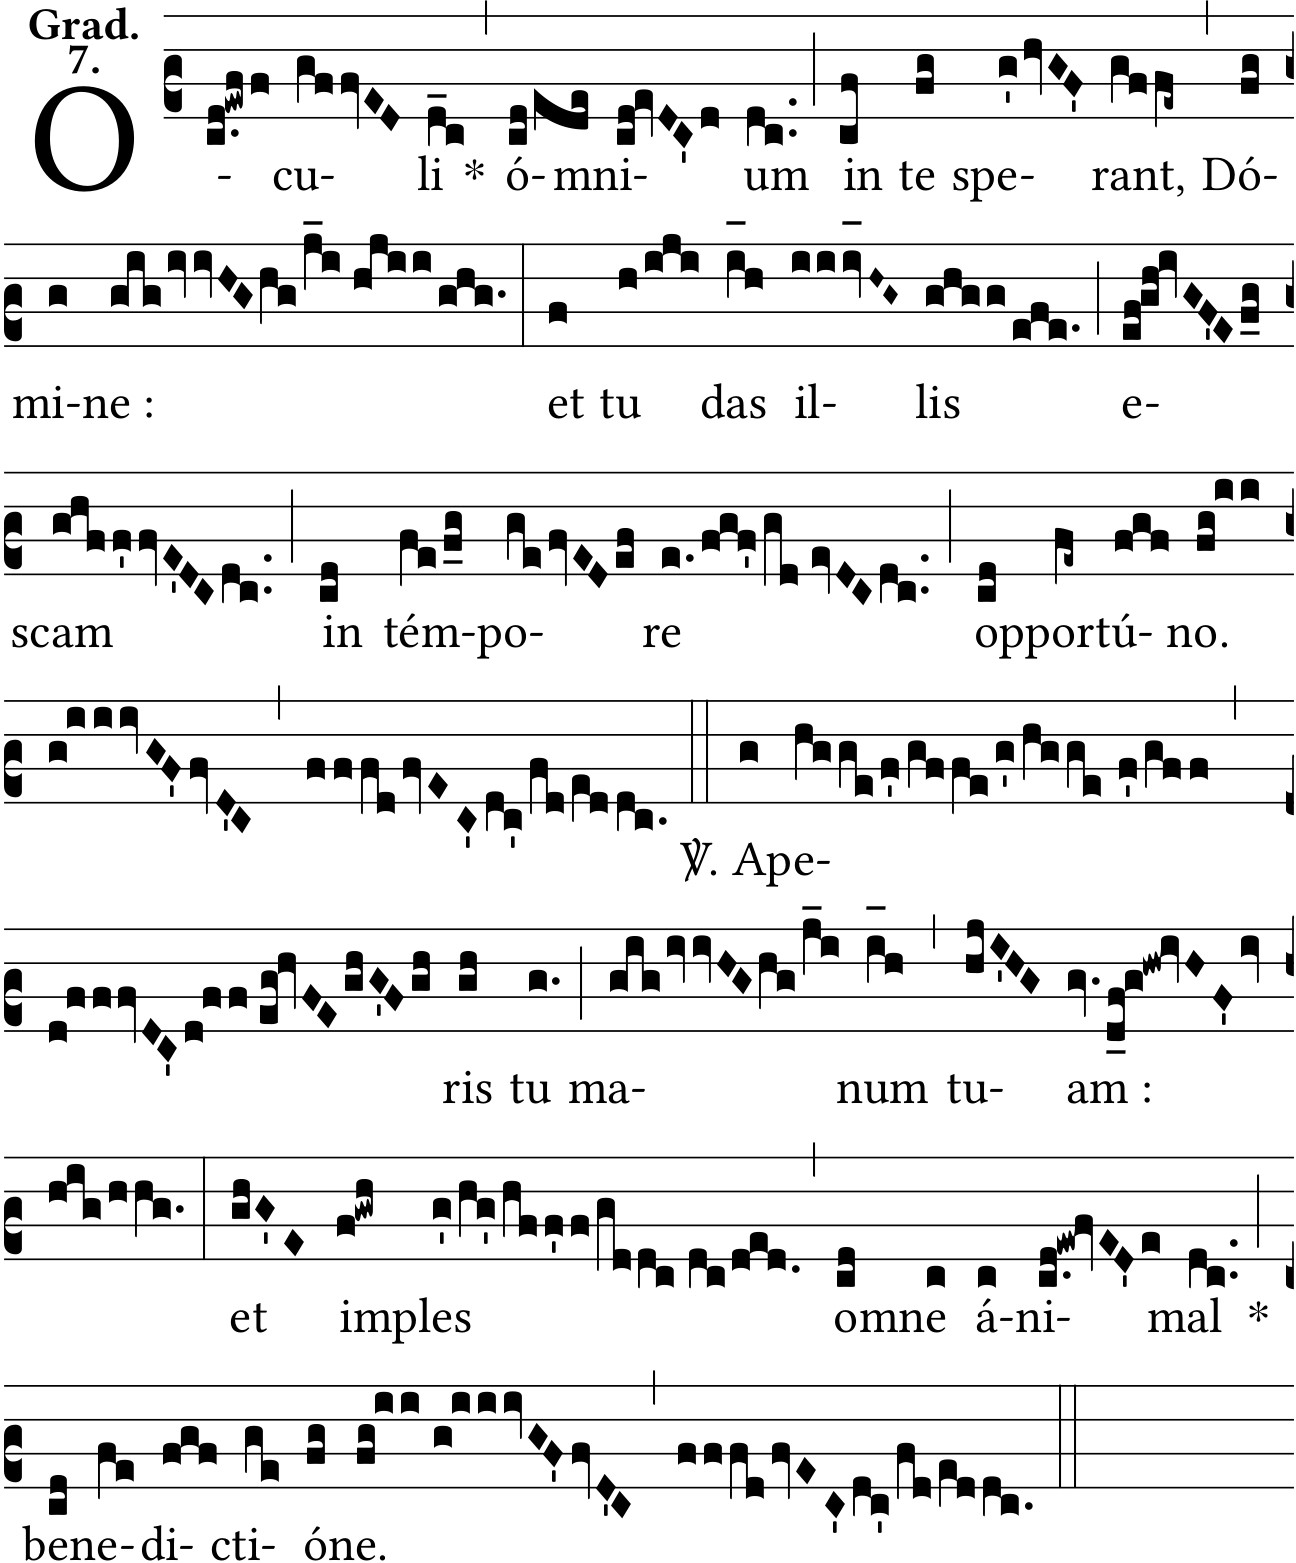 Grad.
7.
O - cu- li * ó-mni- um in te spe- rant, Dó-
mi-ne : et tu das il- lis e-
scam in tém-po- re opportú- no.
℣. Ape-
ris tu ma- num tu- am :
et imples omne á-ni- mal *
bene-di- cti- óne.